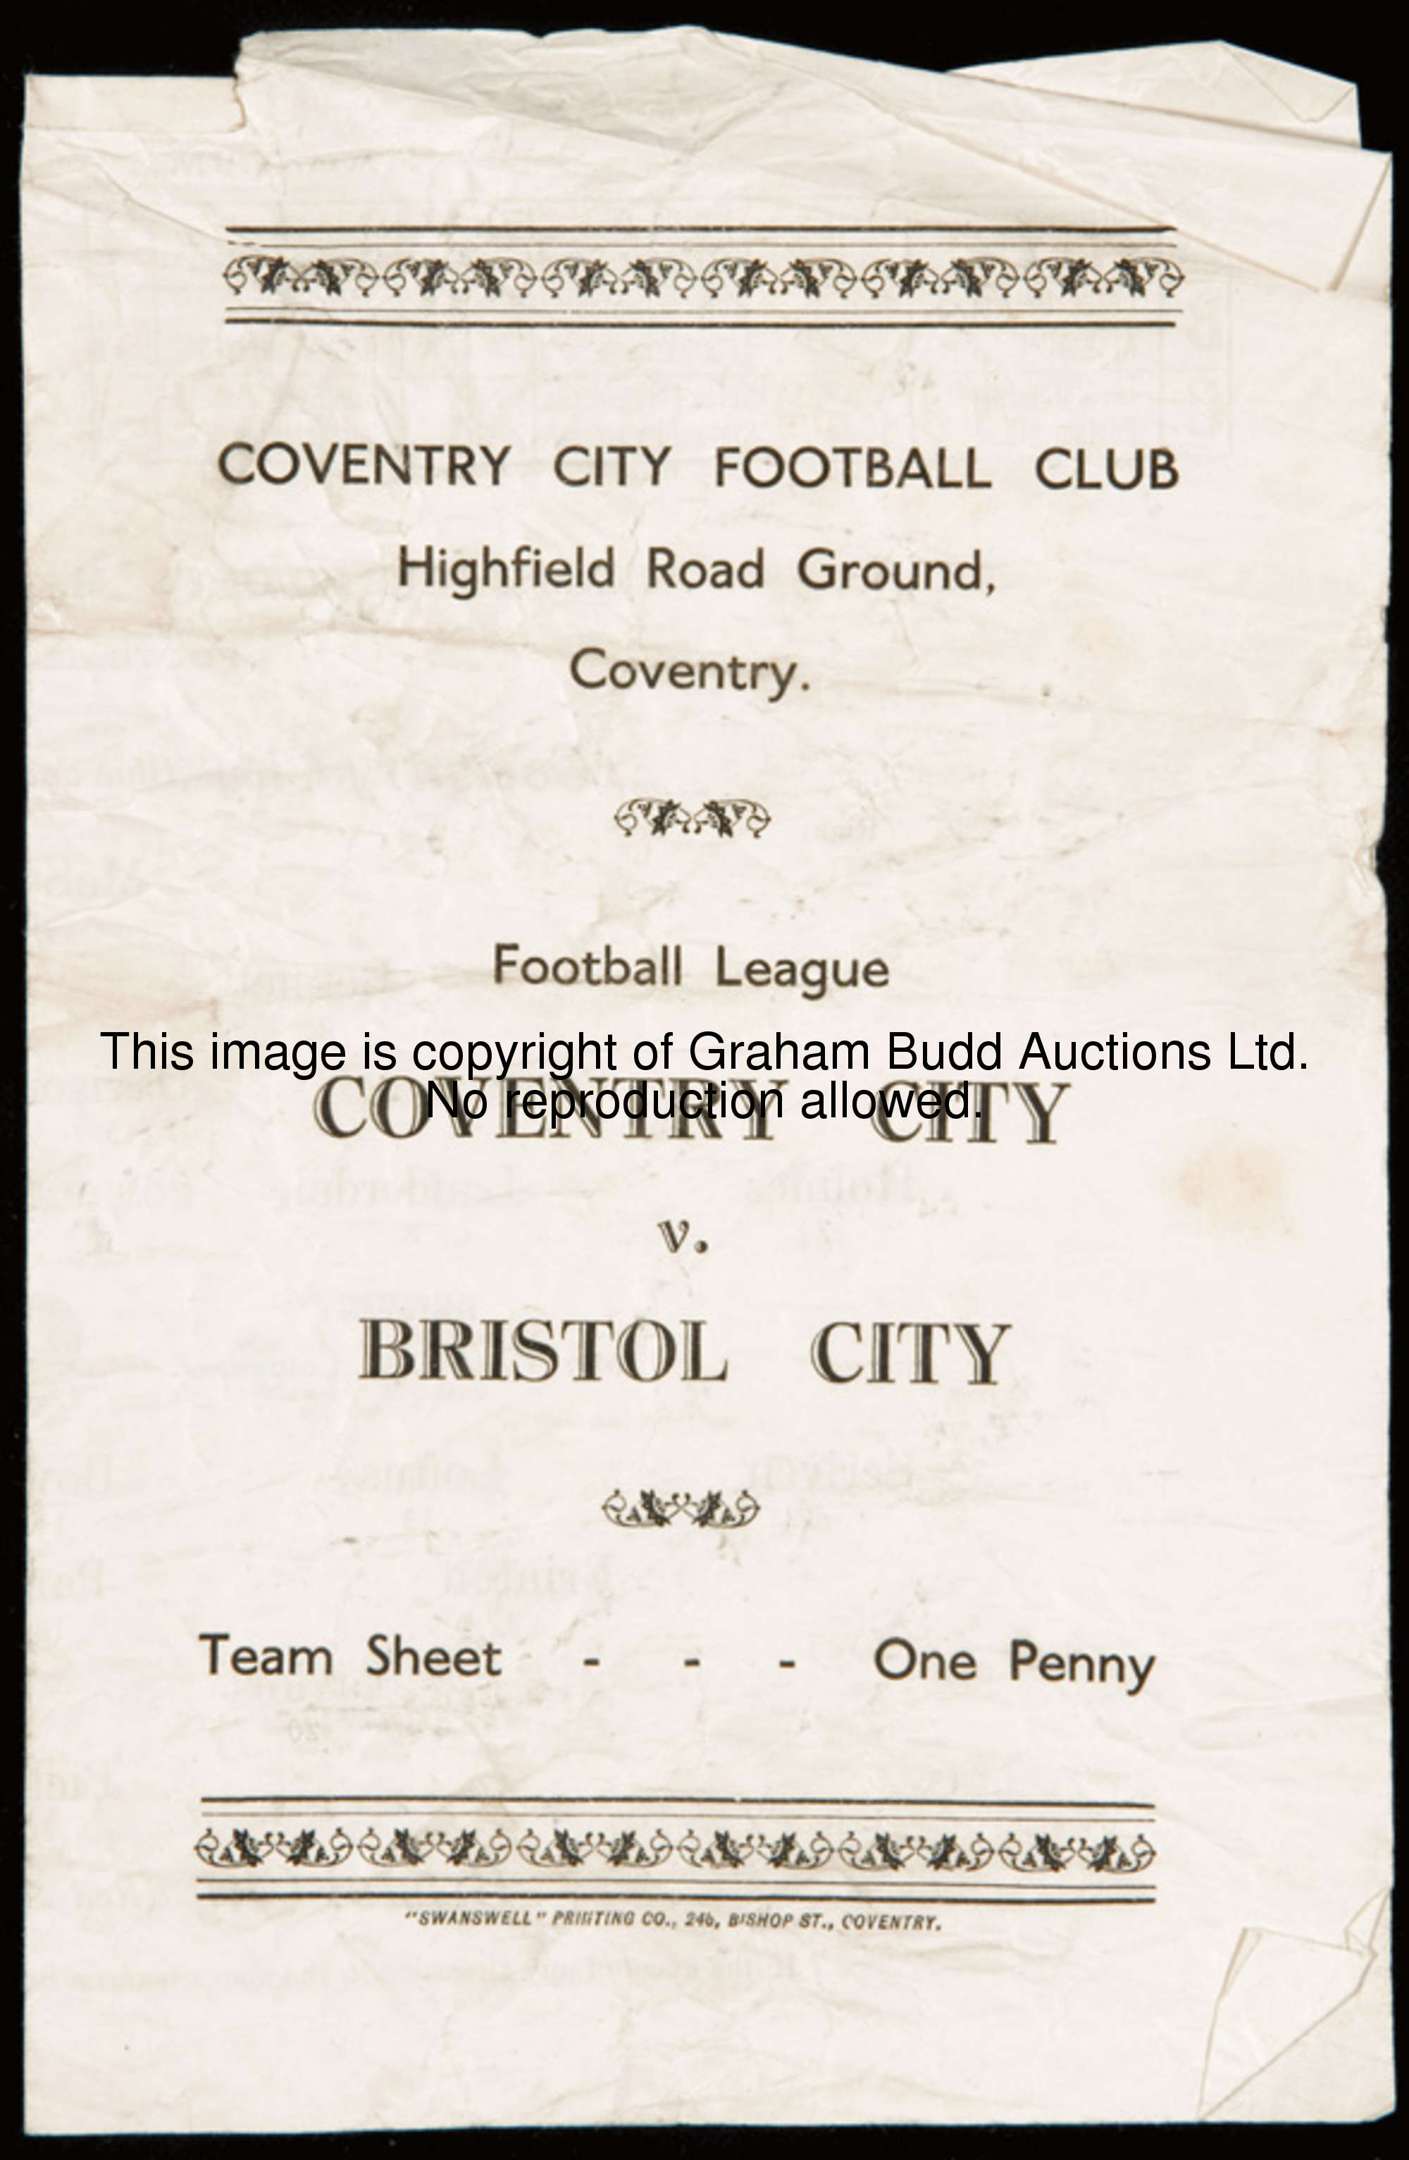 COVENTRY CITY FOOTBALL CLUB
Highfield Road Ground,
Coventry.
Football League
This image is copyright of Graham Budd Auctions Ltd.
No reproduction allowed.
COVENTRY CITY
v.
BRISTOL CITY
Team Sheet - - - One Penny
"SWANSWELL" PRINTING CO., 24b, BISHOP ST., COVENTRY.